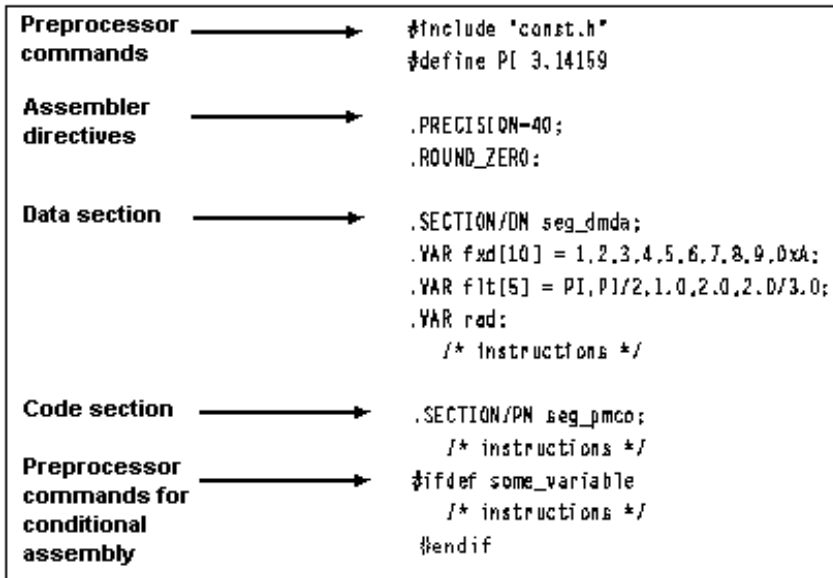 Preprocessor
commands
#include "const.h"
#define PI 3.14159
Assembler
directives
.PRECISION=40;
.ROUND_ZERO;
Data section
.SECTION/DM seg_dmda;
.VAR fxd[10] = 1,2,3,4,5,6,7,8,9,0xA;
.VAR flt[5] = PI,PI/2,1.0,2.0,2.0/3.0;
.VAR rad;
/* instructions */
Code section
.SECTION/PM seg_pmco;
/* instructions */
Preprocessor
commands for
conditional
assembly
#ifdef some_variable
/* instructions */
#endif